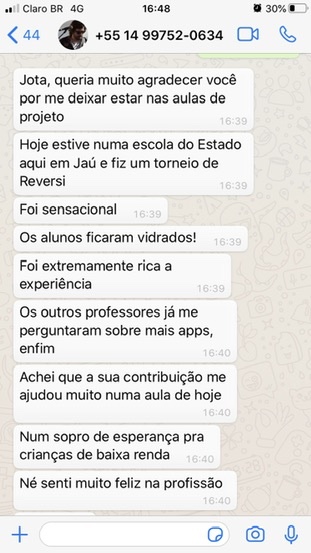 Claro BR 4G 16:48 30%
44 +55 14 99752-0634
Jota, queria muito agradecer você
por me deixar estar nas aulas de
projeto
16:39
Hoje estive numa escola do Estado
aqui em Jaú e fiz um torneio de
Reversi
16:39
Foi sensacional
16:39
Os alunos ficaram vidrados!
16:39
Foi extremamente rica a
experiência
16:39
Os outros professores já me
perguntaram sobre mais apps,
enfim
16:40
Achei que a sua contribuição me
ajudou muito numa aula de hoje
16:40
Num sopro de esperança pra
crianças de baixa renda
16:40
Né senti muito feliz na profissão
16:40